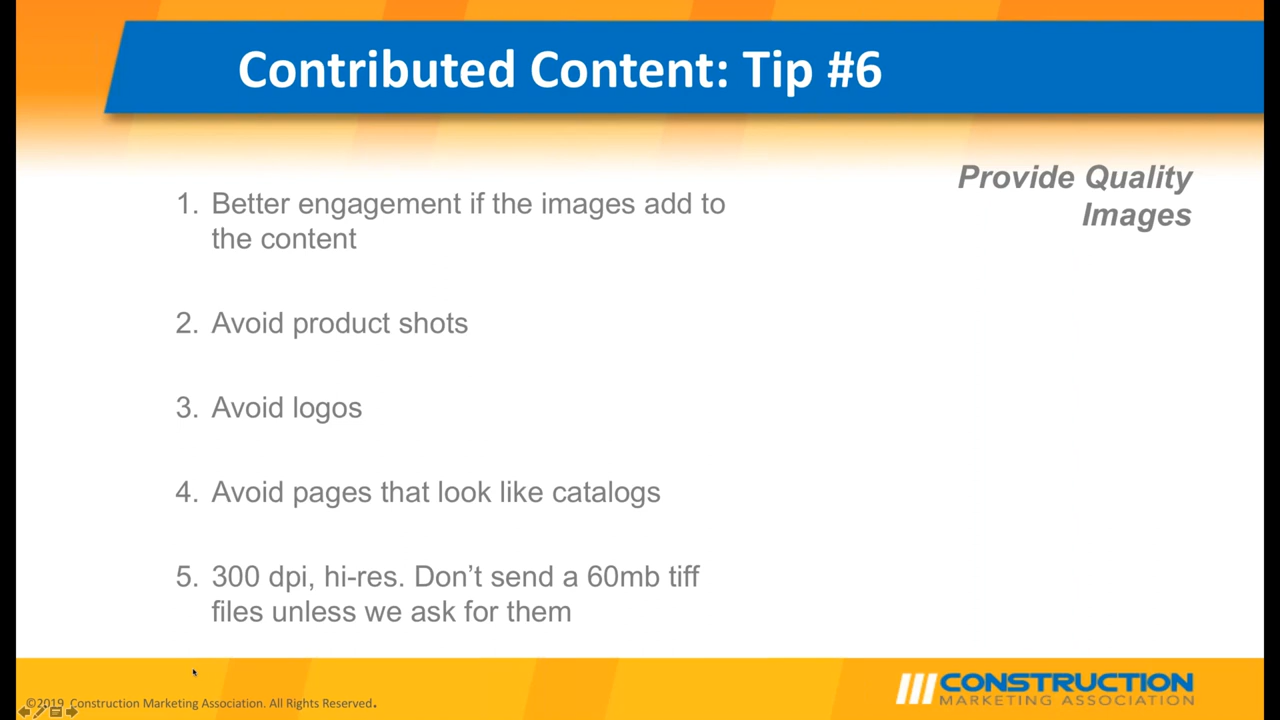 Contributed Content: Tip #6
Provide Quality
Images
1. Better engagement if the images add to
the content
2. Avoid product shots
3. Avoid logos
4. Avoid pages that look like catalogs
5. 300 dpi, hi-res. Don’t send a 60mb tiff
files unless we ask for them
©2019 Construction Marketing Association. All Rights Reserved.
CONSTRUCTION
MARKETING ASSOCIATION